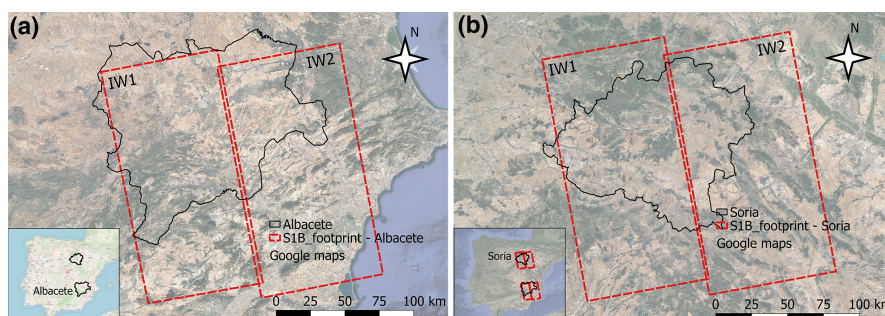 (a)
N
IW1
IW2
Albacete
S1B_footprint - Albacete
Google maps
Albacete
0 25 50 75 100 km
(b)
N
IW1
IW2
Soria
S1B_footprint - Soria
Google maps
Soria
0 25 50 75 100 km